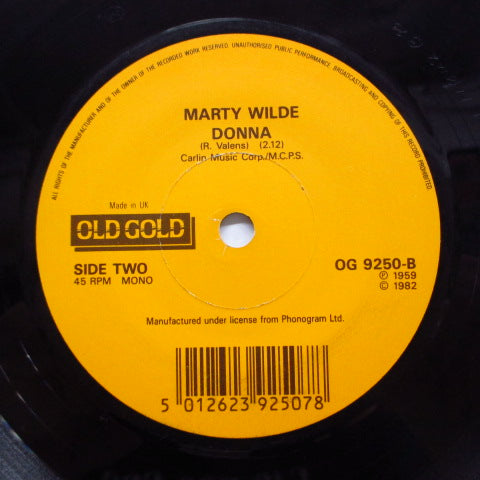 ALL RIGHTS OF THE MANUFACTURER AND OF THE OWNER OF THE RECORDED WORK RESERVED. UNAUTHORISED PUBLIC PERFORMANCE, BROADCASTING AND COPYING OF THIS RECORD PROHIBITED.
MARTY WILDE
DONNA
(R. Valens) (2.12)
Carlin Music Corp./M.C.P.S.
Made in UK
OLD GOLD
SIDE TWO
45 RPM MONO
OG 9250-B
℗ 1959
© 1982
Manufactured under license from Phonogram Ltd.
5 012623 925078